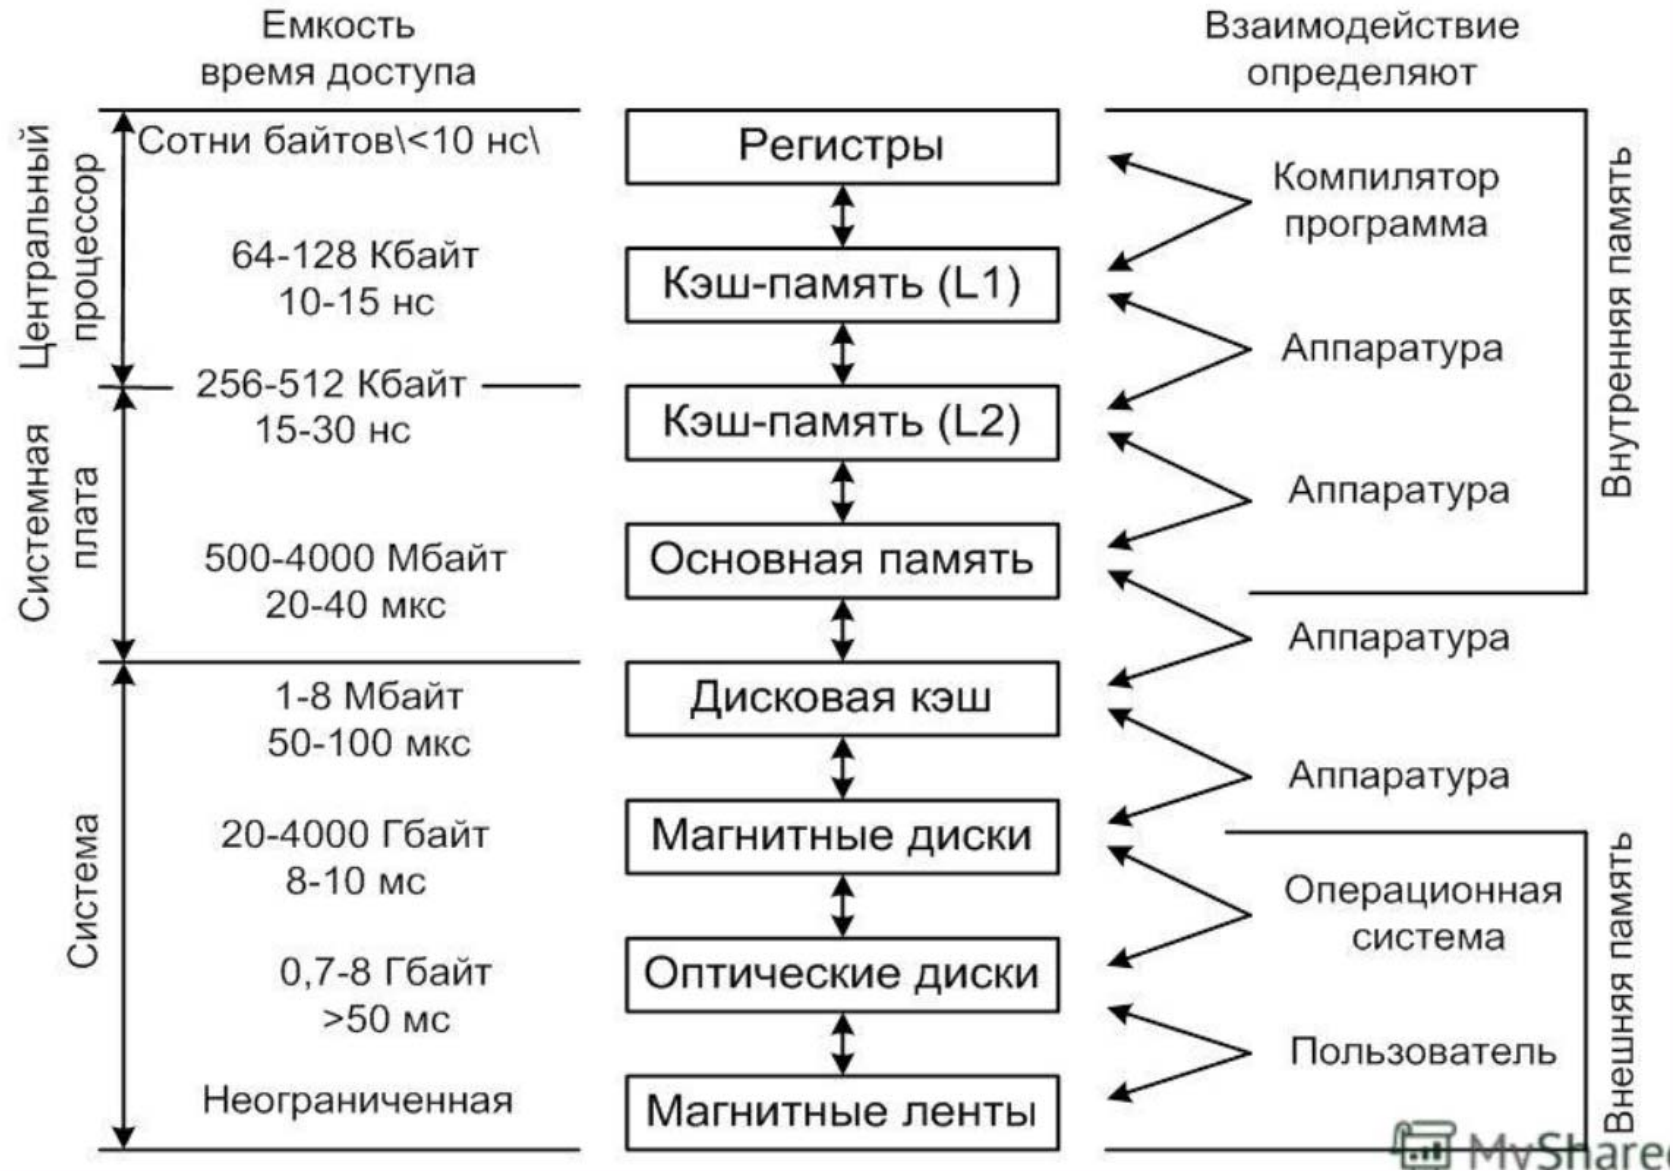 Емкость
время доступа
Взаимодействие
определяют
Центральный
процессор
Сотни байтов\<10 нс\
Регистры
Компилятор
программа
64-128 Кбайт
10-15 нс
Кэш-память (L1)
Аппаратура
Внутренняя память
256-512 Кбайт
15-30 нс
Кэш-память (L2)
Аппаратура
Системная
плата
500-4000 Мбайт
20-40 мкс
Основная память
Аппаратура
1-8 Мбайт
50-100 мкс
Дисковая кэш
Аппаратура
Система
20-4000 Гбайт
8-10 мс
Магнитные диски
Операционная
система
Внешняя память
0,7-8 Гбайт
>50 мс
Оптические диски
Пользователь
Неограниченная
Магнитные ленты